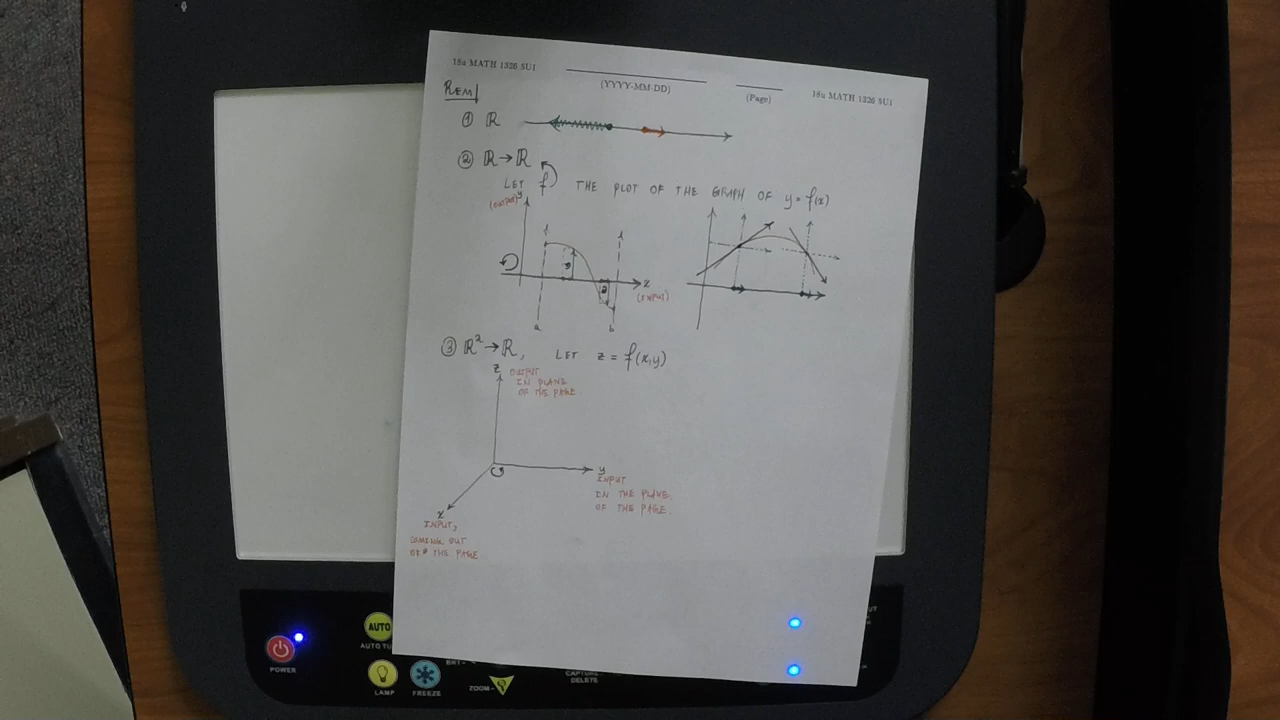 18u MATH 1326 SU1
(YYYY-MM-DD)
(Page)
18u MATH 1326 SU1
REM
① ℝ
② ℝ→ℝ
LET f THE PLOT OF THE GRAPH OF y=f(x)
y
(OUTPUT)
x
(INPUT)
a
b
③ ℝ²→ℝ, LET z = f(x,y)
z OUTPUT
IN PLANE
OF THE PAGE
y
INPUT
IN THE PLANE
OF THE PAGE.
x
INPUT,
COMING OUT
OF THE PAGE
POWER
AUTO
LAMP
FREEZE
ZOOM-
DELETE